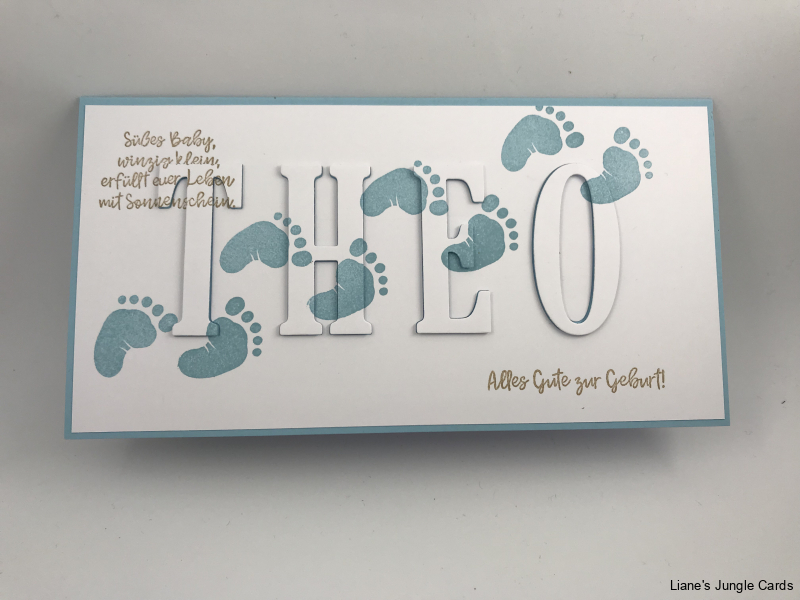 Süßes Baby,
winzig klein,
erfüllt euer Leben
mit Sonnenschein.
THEO
Alles Gute zur Geburt!
Liane's Jungle Cards